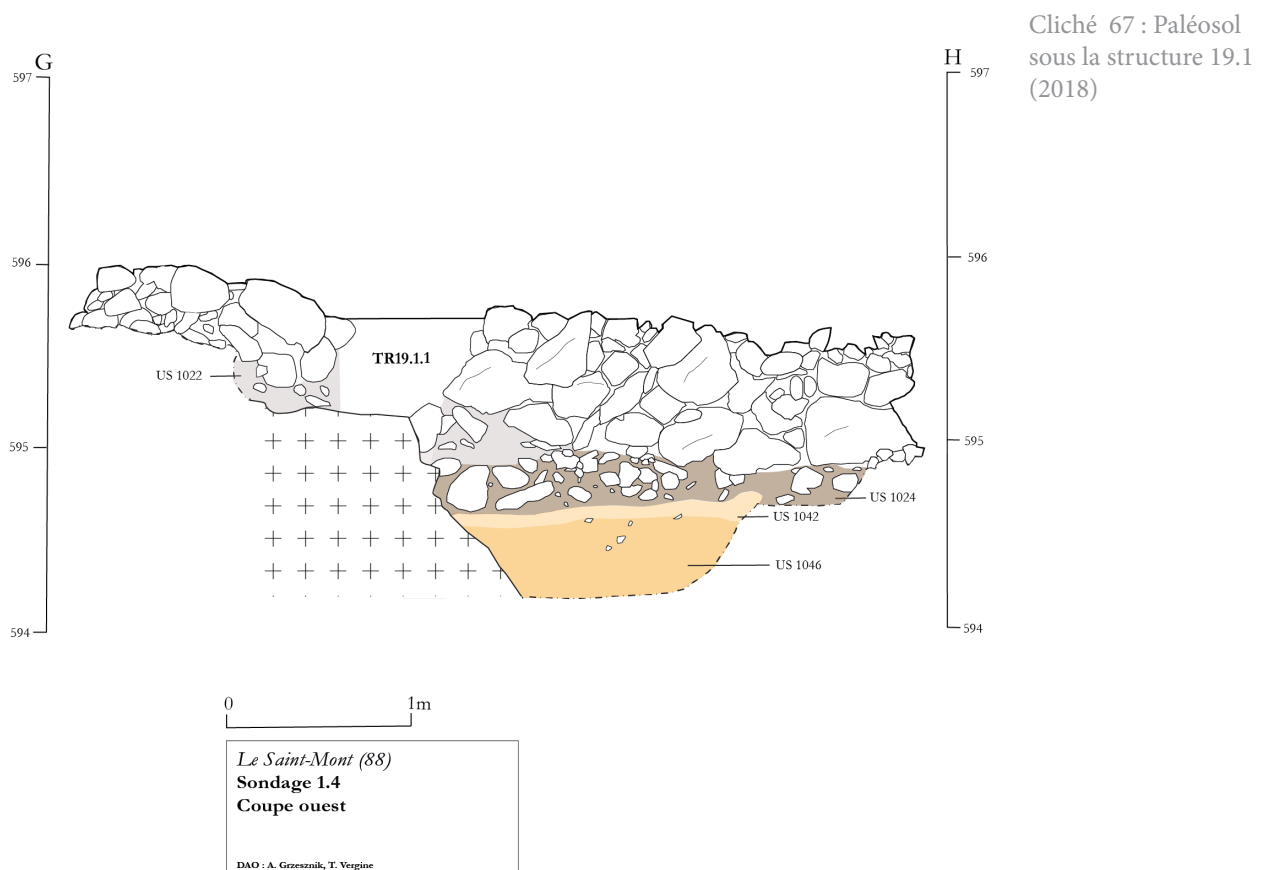 Cliché 67 : Paléosol
sous la structure 19.1
(2018)
G
H
597
597
596
596
TR19.1.1
US 1022
595
595
US 1024
US 1042
US 1046
594
594
0
1m
Le Saint-Mont (88)
Sondage 1.4
Coupe ouest
DAO : A. Grzesznik, T. Vergine